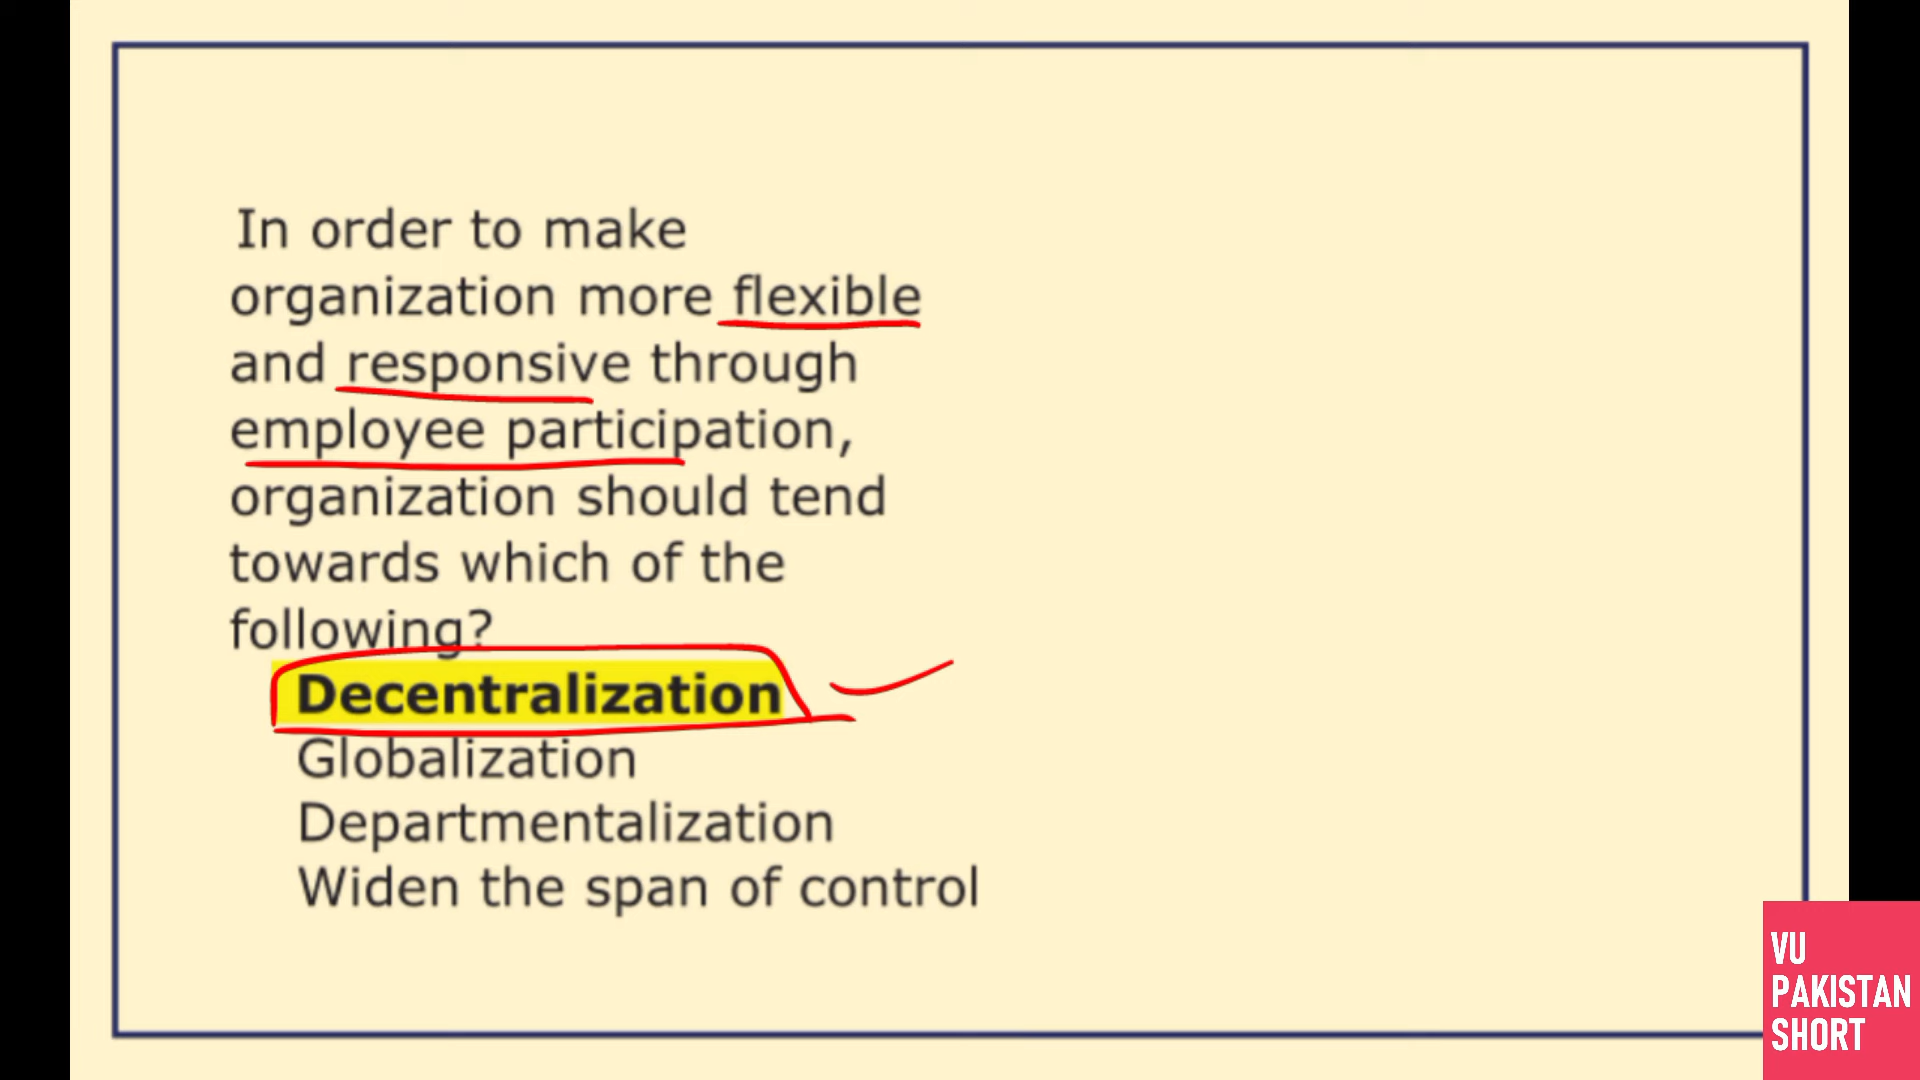 In order to make
organization more flexible
and responsive through
employee participation,
organization should tend
towards which of the
following?
Decentralization
Globalization
Departmentalization
Widen the span of control
VU
PAKISTAN
SHORT